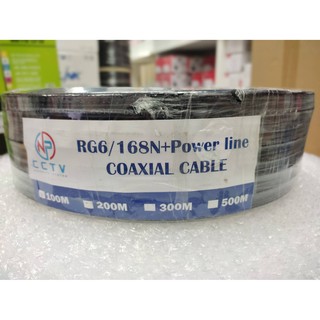 NP
CCTV
RG6/168N+Power line
COAXIAL CABLE
100M 200M 300M 500M